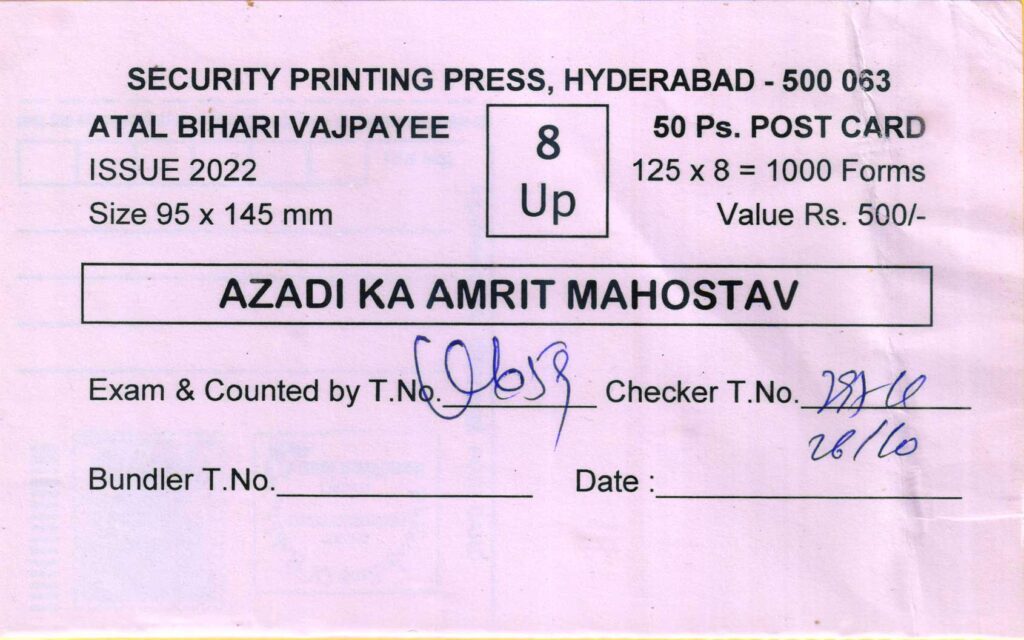 SECURITY PRINTING PRESS, HYDERABAD - 500 063
ATAL BIHARI VAJPAYEE
ISSUE 2022
Size 95 x 145 mm
8
Up
50 Ps. POST CARD
125 x 8 = 1000 Forms
Value Rs. 500/-
AZADI KA AMRIT MAHOSTAV
Exam & Counted by T.No. Checker T.No.
26/10
Bundler T.No. Date :